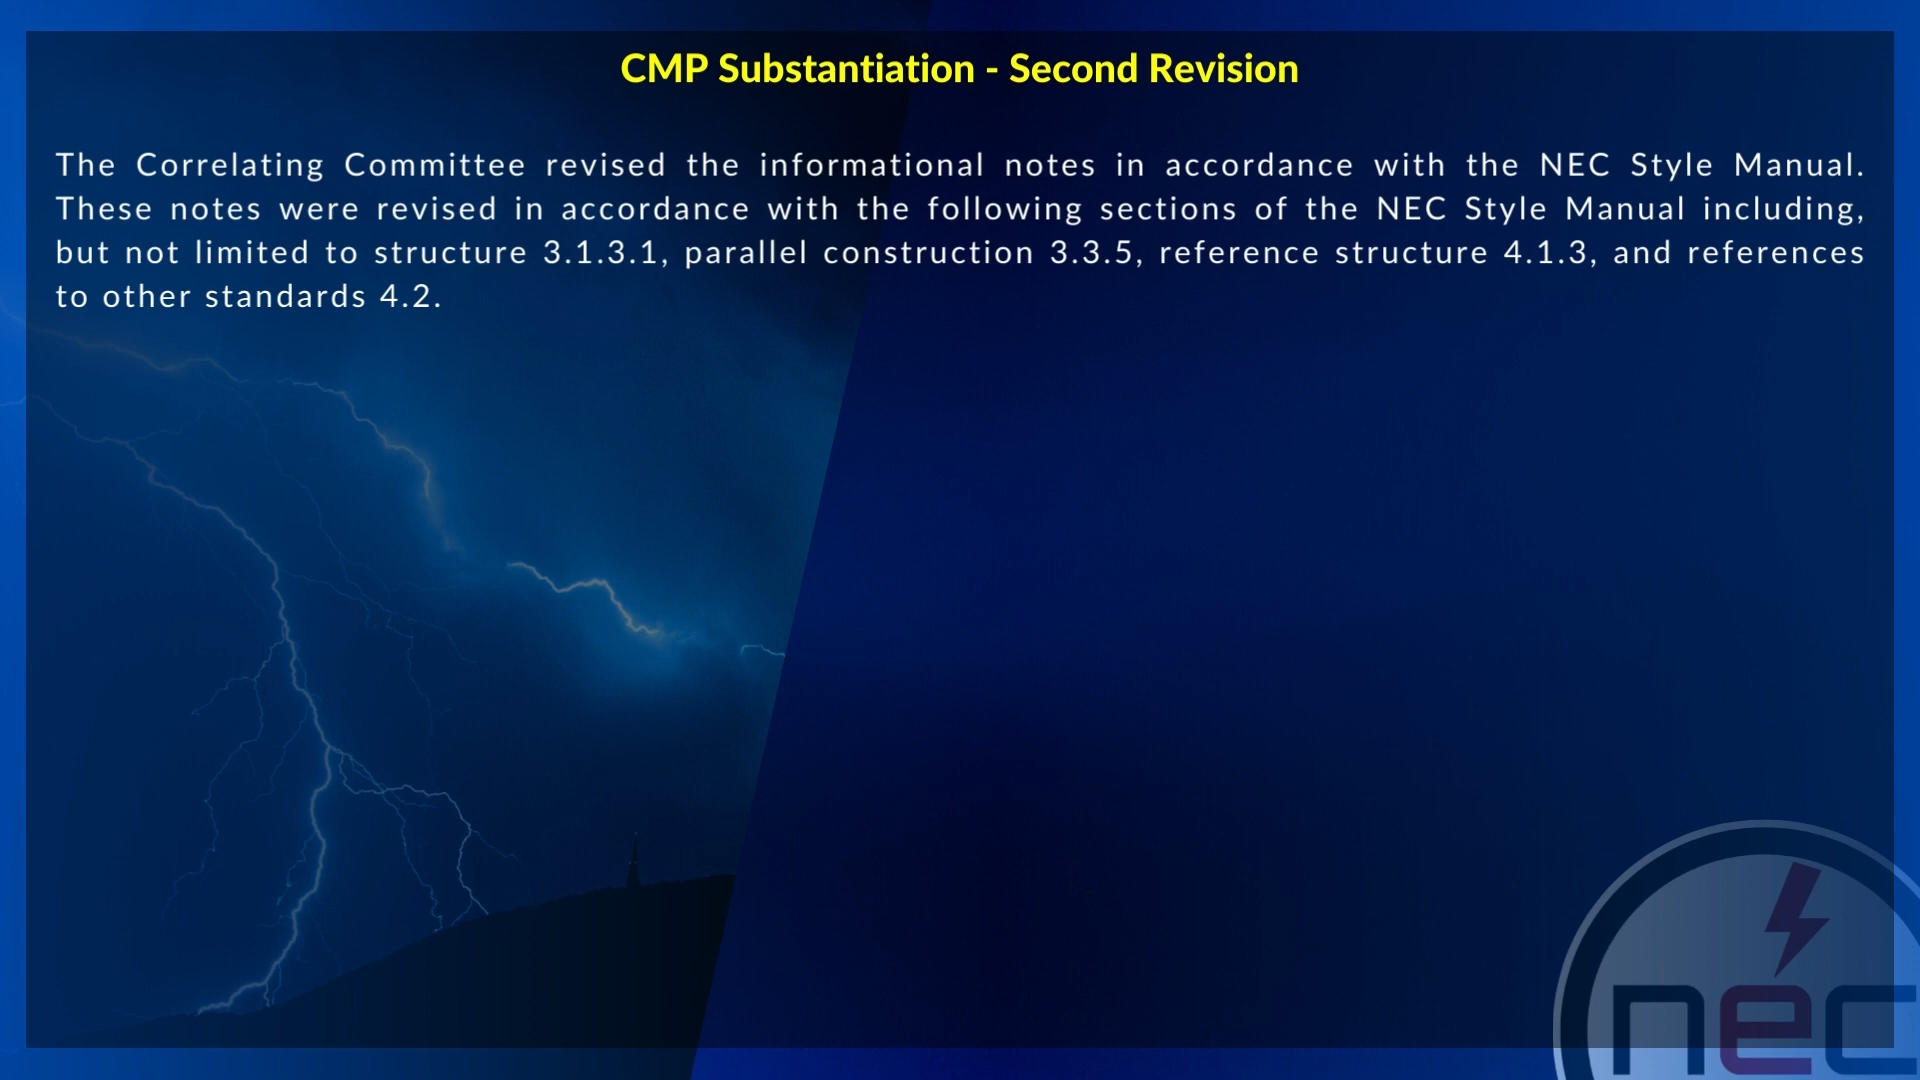 CMP Substantiation - Second Revision
The Correlating Committee revised the informational notes in accordance with the NEC Style Manual.
These notes were revised in accordance with the following sections of the NEC Style Manual including,
but not limited to structure 3.1.3.1, parallel construction 3.3.5, reference structure 4.1.3, and references
to other standards 4.2.
nec